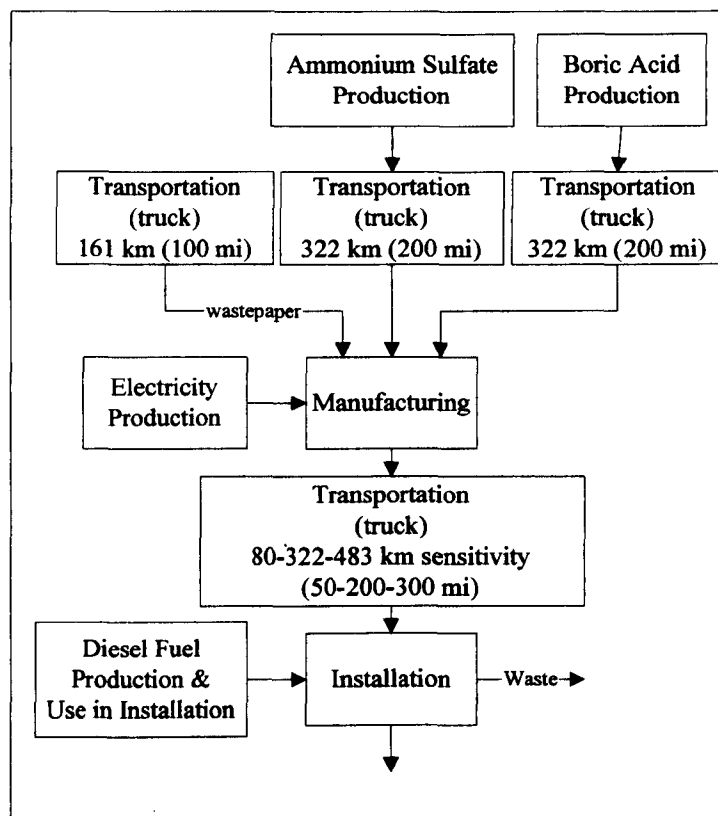 Ammonium Sulfate
Production
Boric Acid
Production
Transportation
(truck)
161 km (100 mi)
Transportation
(truck)
322 km (200 mi)
Transportation
(truck)
322 km (200 mi)
wastepaper
Electricity
Production
Manufacturing
Transportation
(truck)
80-322-483 km sensitivity
(50-200-300 mi)
Diesel Fuel
Production &
Use in Installation
Installation
Waste